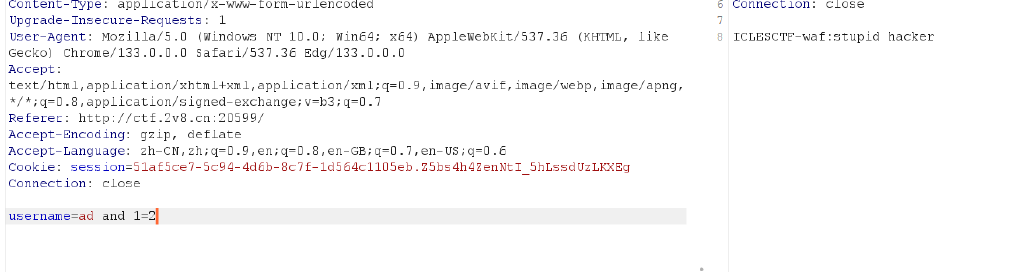 Content-Type: application/x-www-form-urlencoded
Upgrade-Insecure-Requests: 1
User-Agent: Mozilla/5.0 (Windows NT 10.0; Win64; x64) AppleWebKit/537.36 (KHTML, like
Gecko) Chrome/133.0.0.0 Safari/537.36 Edg/133.0.0.0
Accept:
text/html,application/xhtml+xml,application/xml;q=0.9,image/avif,image/webp,image/apng,
*/*;q=0.8,application/signed-exchange;v=b3;q=0.7
Referer: http://ctf.2v8.cn:20599/
Accept-Encoding: gzip, deflate
Accept-Language: zh-CN,zh;q=0.9,en;q=0.8,en-GB;q=0.7,en-US;q=0.6
Cookie: session=51af5ce7-5c94-4d6b-8c7f-1d564c1105eb.Z5bs4h4ZenNtI_5hLssdUzLKXEg
Connection: close
username=ad and 1=2
6 Connection: close
7
8 ICLESCTF-waf:stupid hacker